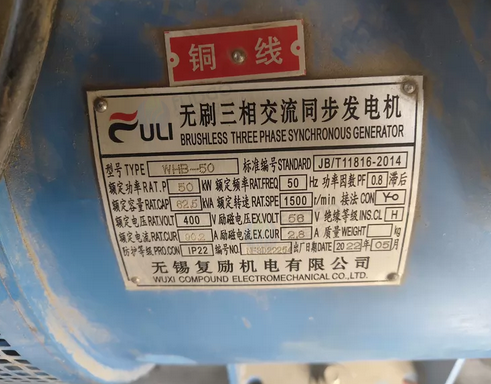 铜线
FULI 无刷三相交流同步发电机
BRUSHLESS THREE PHASE SYNCHRONOUS GENERATOR
型号TYPE WHB-50 标准编号STANDARD JB/T11816-2014
额定功率RAT.P 50 KW 额定频率RAT.FREQ 50 Hz 功率因数PF 0.8 滞后
额定容量RAT.CAP 62.5 KVA 额定转速RAT.SPE 1500 r/min 接法CON Y-O
额定电压RAT.VOLT 400 V 励磁电压EX.VOLT 56 V 绝缘等级INS.CL H
额定电流RAT.CUR 90.2 A 励磁电流EX.CUR 2.8 A 质量WEIGHT kg
防护等级PRO.CON IP22 编号NO. 出厂日期DATE 2022年05月
无锡复励机电有限公司
WUXI COMPOUND ELECTROMECHANICAL CO.,LTD.